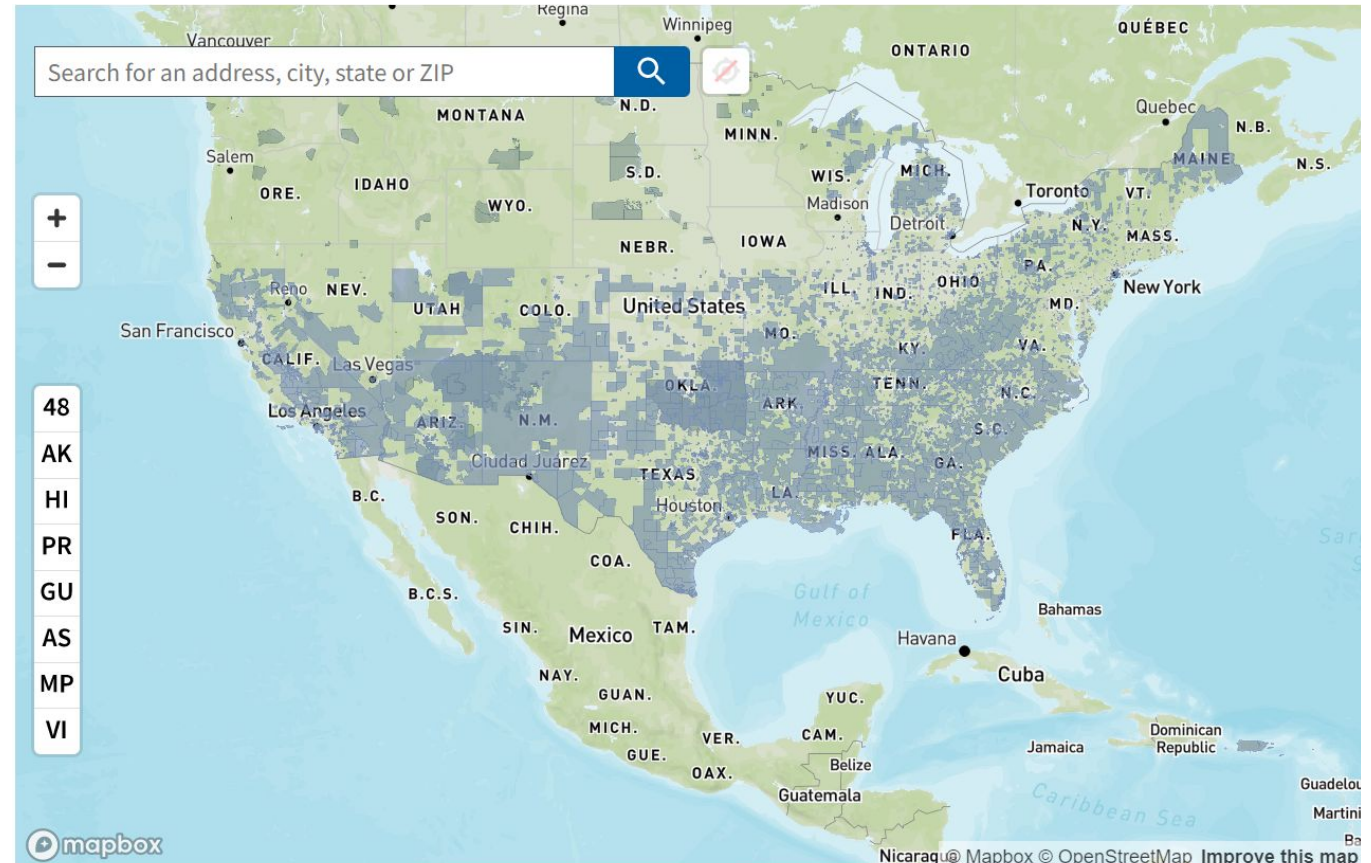 Regina
Winnipeg
QUÉBEC
Vancouver
ONTARIO
Search for an address, city, state or ZIP
MONTANA
N.D.
MINN.
Quebec
N.B.
Salem
S.D.
WIS.
MICH.
MAINE
N.S.
ORE.
IDAHO
WYO.
Madison
Toronto
VT.
+
Detroit
N.Y.
MASS.
−
NEBR.
IOWA
PA.
Reno
NEV.
UTAH
COLO.
United States
ILL.
IND.
OHIO
MD.
New York
San Francisco
CALIF.
Las Vegas
MO.
KY.
VA.
48
Los Angeles
ARIZ.
N.M.
OKLA.
ARK.
TENN.
N.C.
AK
S.C.
Ciudad Juárez
TEXAS
MISS.
ALA.
GA.
HI
B.C.
SON.
CHIH.
Houston
LA.
PR
COA.
FLA.
GU
B.C.S.
Gulf of
Mexico
Bahamas
AS
SIN.
Mexico
TAM.
Havana
MP
NAY.
GUAN.
YUC.
Cuba
VI
MICH.
GUE.
VER.
OAX.
CAM.
Belize
Jamaica
Dominican
Republic
Guatemala
Caribbean Sea
mapbox
© Mapbox © OpenStreetMap Improve this map